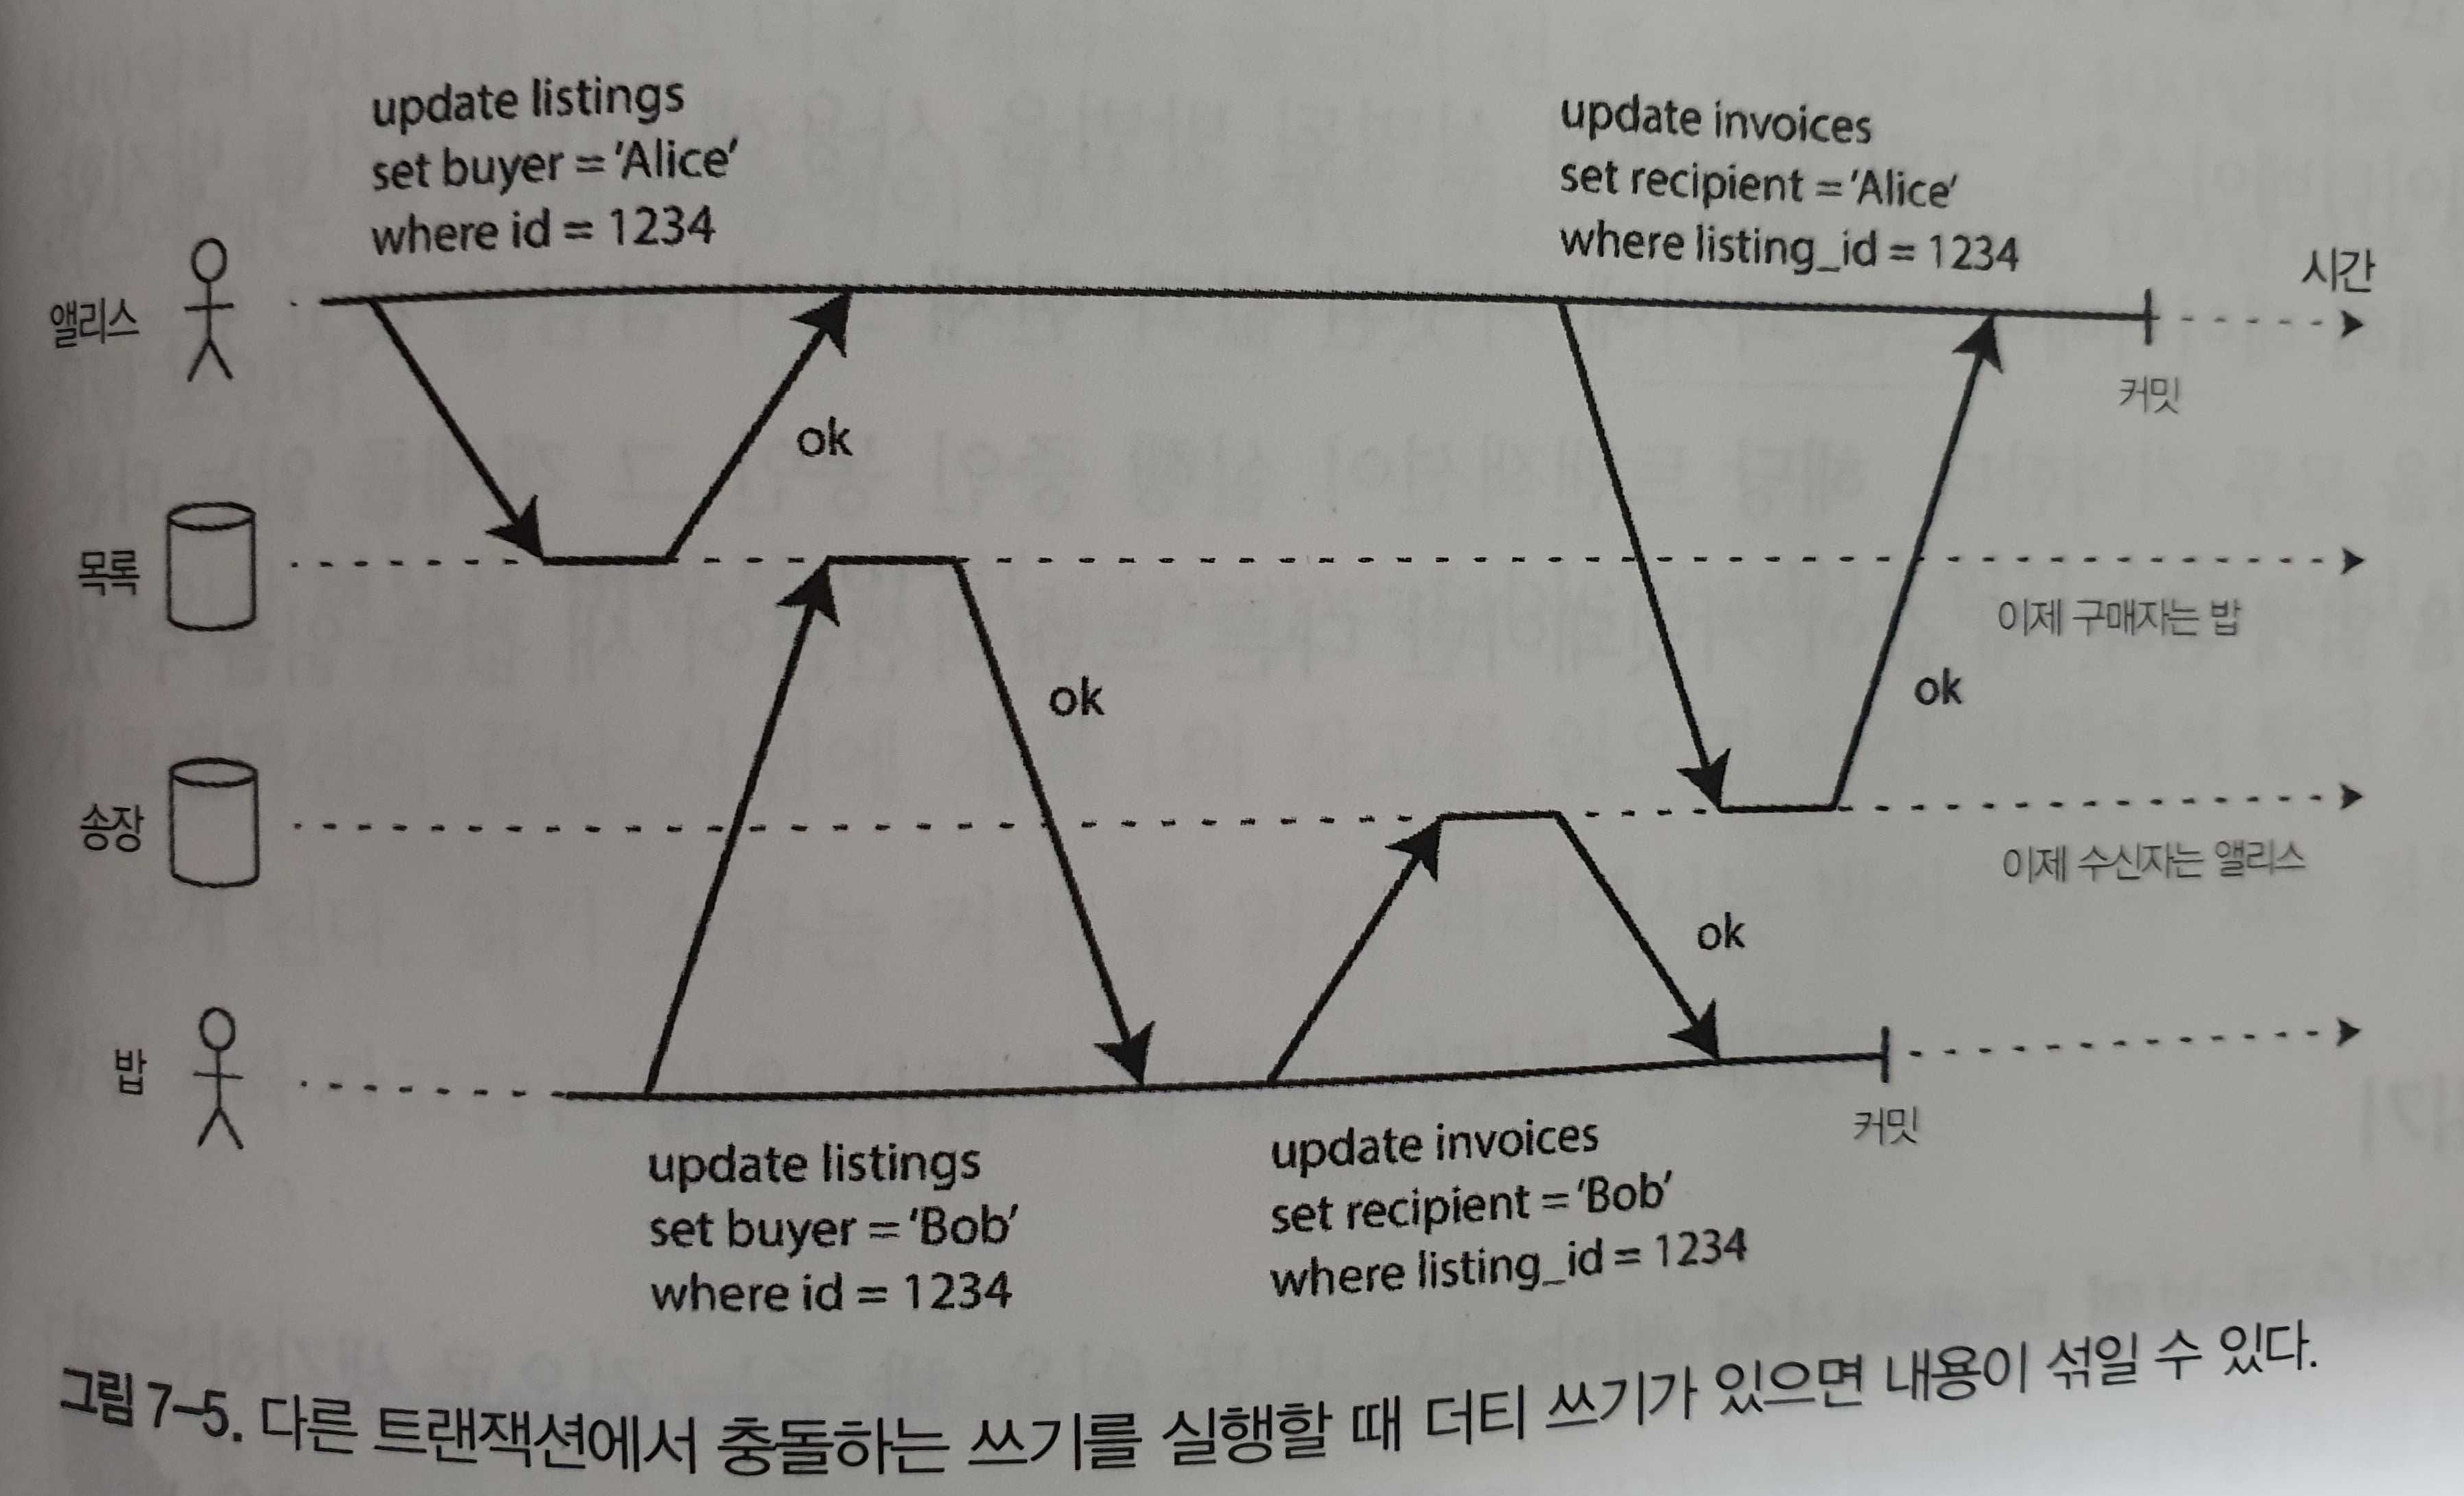 update listings
set buyer = 'Alice'
where id = 1234
update invoices
set recipient = 'Alice'
where listing_id = 1234
시간
앨리스
커밋
ok
목록
이제 구매자는 밥
ok
ok
송장
이제 수신자는 앨리스
ok
밥
커밋
update listings
set buyer = 'Bob'
where id = 1234
update invoices
set recipient = 'Bob'
where listing_id = 1234
그림 7-5. 다른 트랜잭션에서 충돌하는 쓰기를 실행할 때 더티 쓰기가 있으면 내용이 섞일 수 있다.